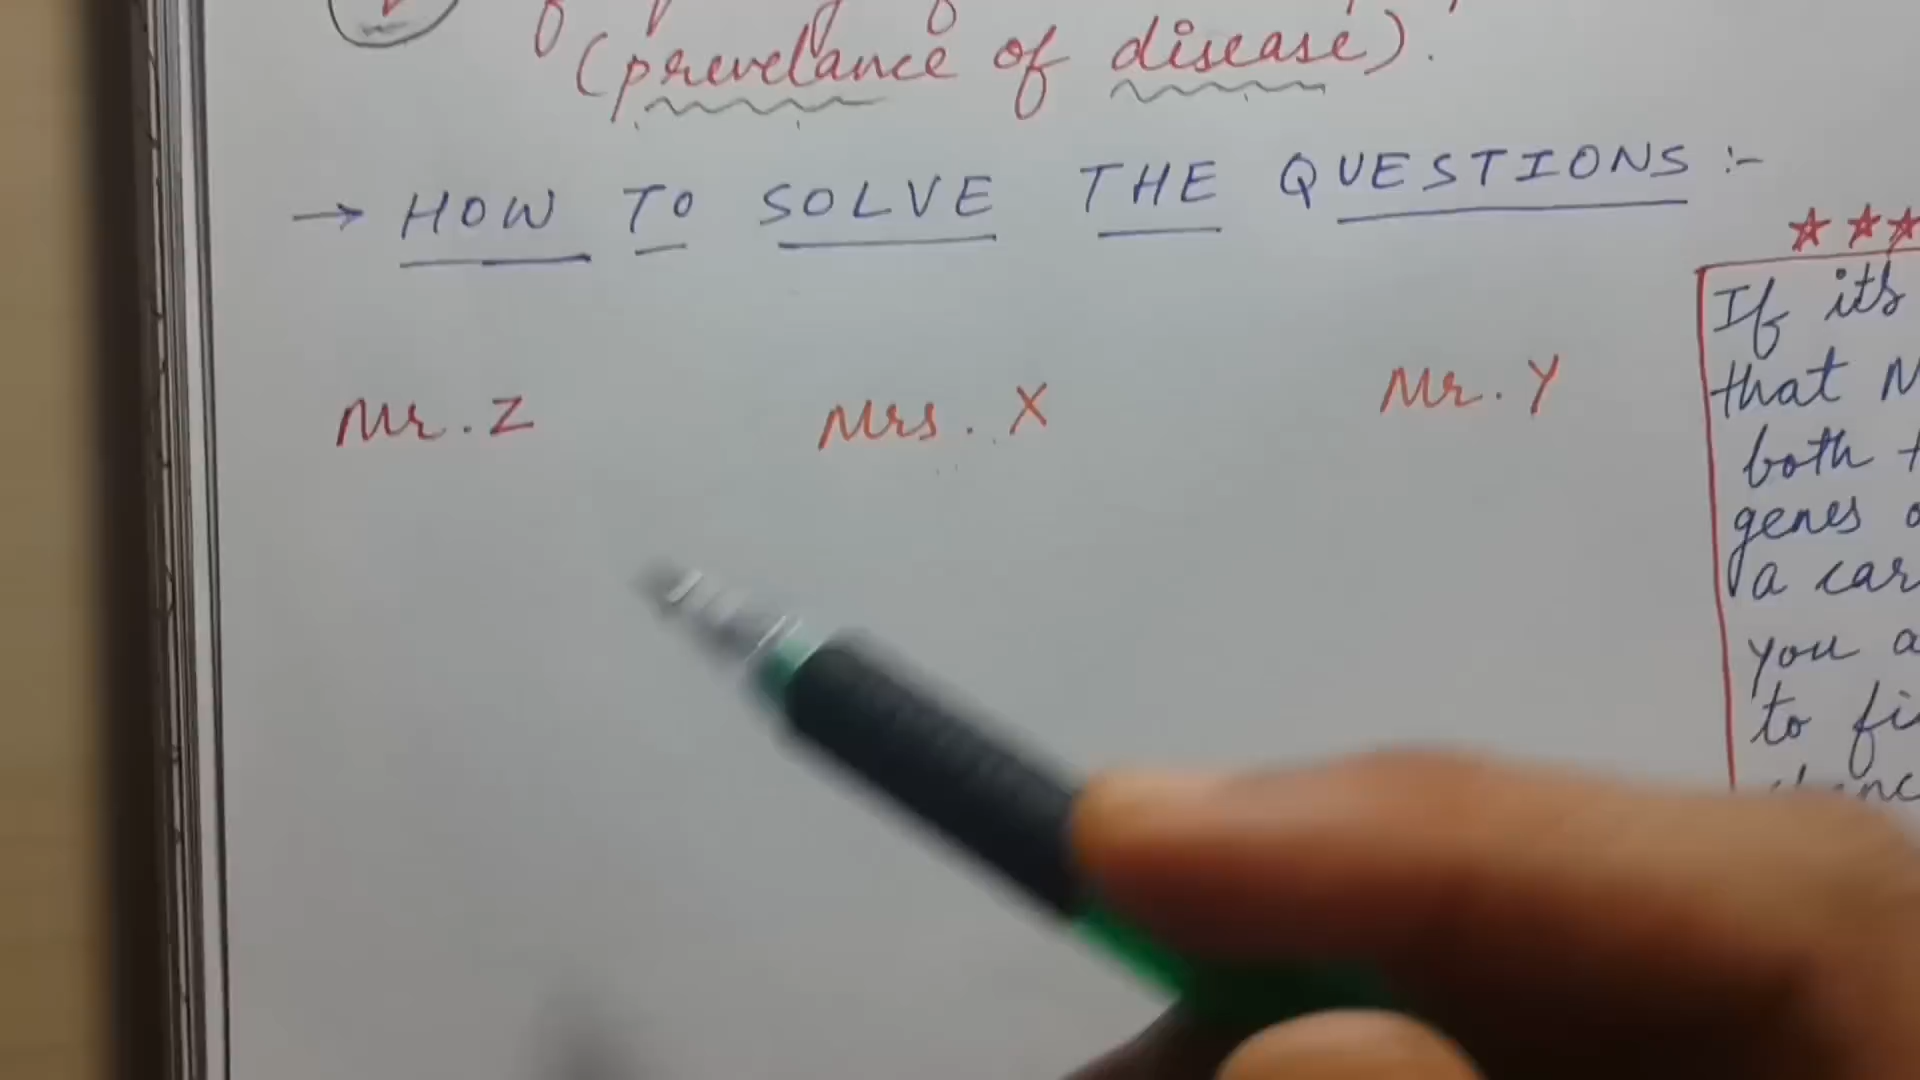 (prevelance of disease).
→ HOW TO SOLVE THE QUESTIONS :-
Mr. Z Mrs. X Mr. Y
★ ★ ★
If its
that
both
genes
a car
you a
to fi